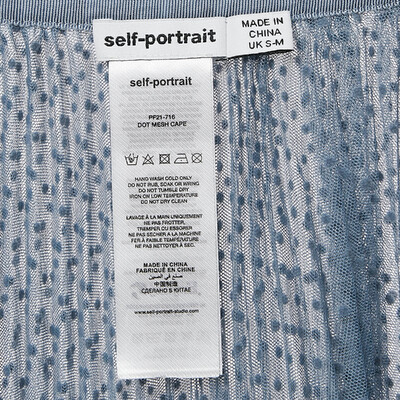 self-portrait
MADE IN
CHINA
UK S-M
self-portrait
PF21-716
DOT MESH CAPE
HAND WASH COLD ONLY
DO NOT RUB, SOAK OR WRING
DO NOT TUMBLE DRY
IRON ON LOW TEMPERATURE
DO NOT DRY CLEAN
LAVAGE À LA MAIN UNIQUEMENT
NE PAS FROTTER,
TREMPER OU ESSORER
NE PAS SÉCHER À LA MACHINE
FER À FAIBLE TEMPÉRATURE
NE PAS NETTOYER À SEC
MADE IN CHINA
FABRIQUÉ EN CHINE
صنع في الصين
中国制造
СДЕЛАНО В КИТАЕ
www.self-portrait-studio.com